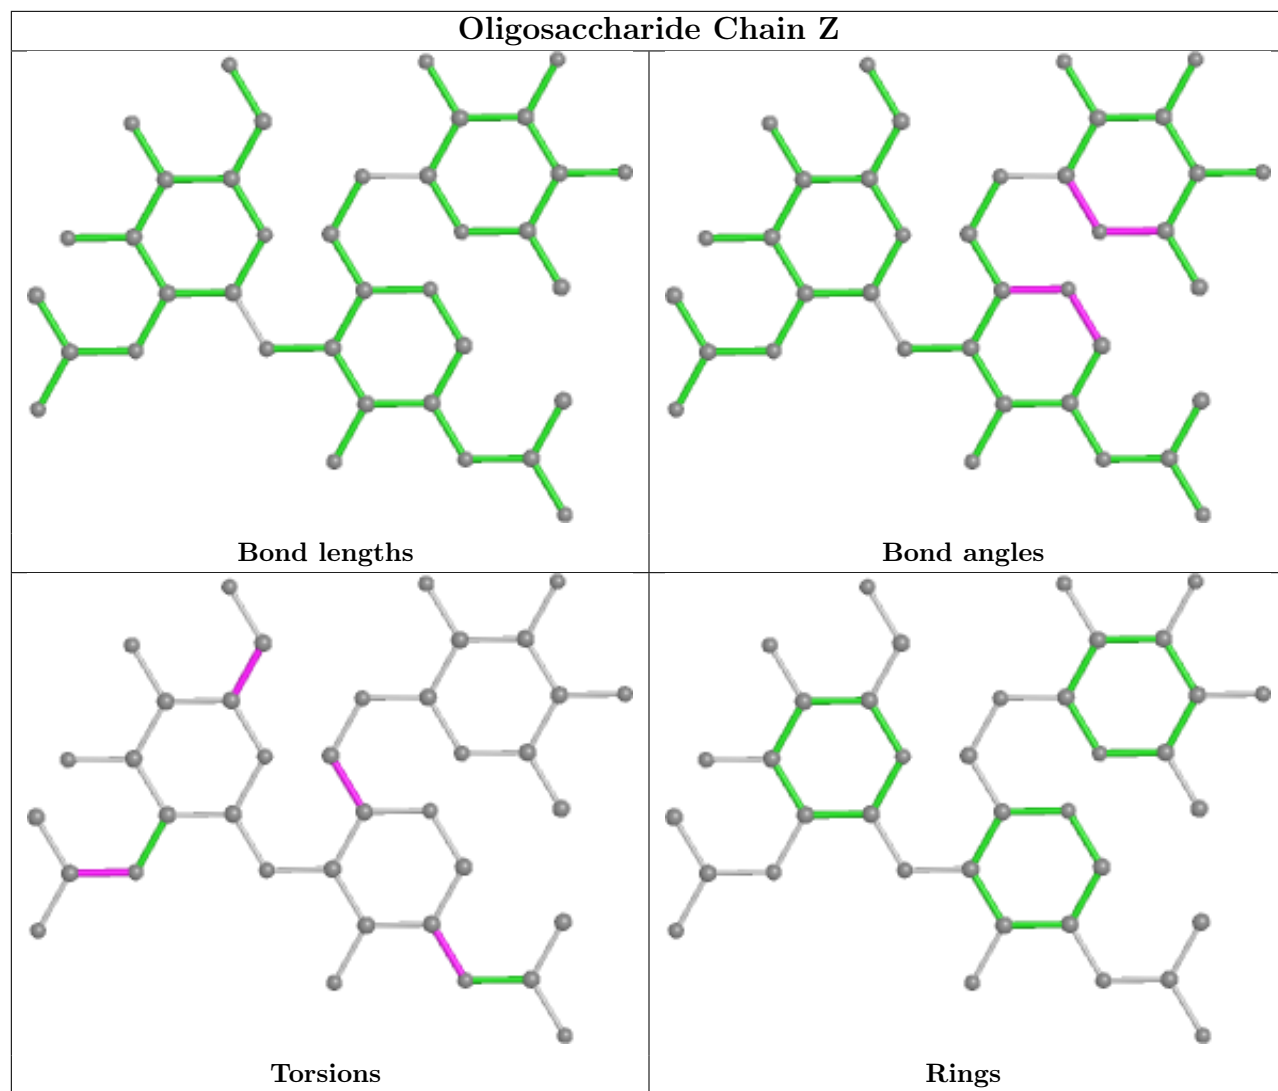 Oligosaccharide Chain Z
Bond lengths
Bond angles
Torsions
Rings